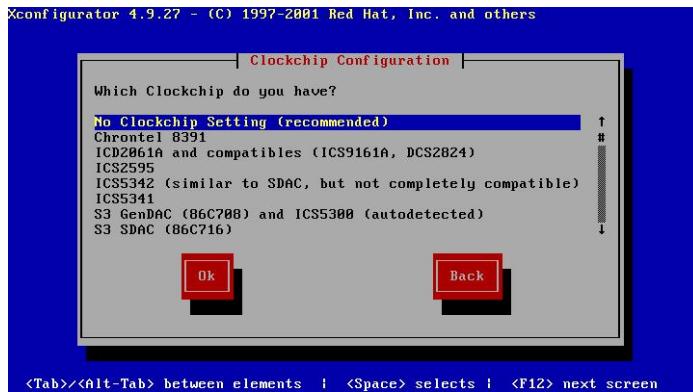 Xconfigurator 4.9.27 - (C) 1997-2001 Red Hat, Inc. and others
Clockchip Configuration
Which Clockchip do you have?
No Clockchip Setting (recommended)
Chrontel 8391
ICD2061A and compatibles (ICS9161A, DCS2824)
ICS2595
ICS5342 (similar to SDAC, but not completely compatible)
ICS5341
S3 GenDAC (86C708) and ICS5300 (autodetected)
S3 SDAC (86C716)
Ok Back
<Tab>/<Alt-Tab> between elements | <Space> selects | <F12> next screen